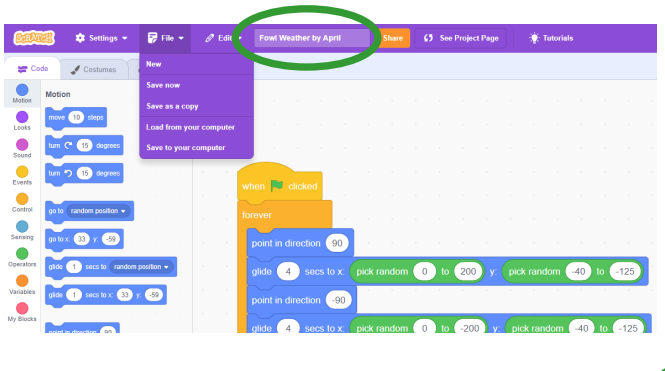 SCRATCH Settings File Edit Fowl Weather by April Share See Project Page Tutorials
Code Costumes
New
Save now
Save as a copy
Load from your computer
Save to your computer
Motion
Looks
Sound
Events
Control
Sensing
Operators
Variables
My Blocks
Motion
move 10 steps
turn 15 degrees
turn 15 degrees
go to random position
go to x: 33 y: -59
glide 1 secs to random position
glide 1 secs to x: 33 y: -59
point in direction 90
when clicked
forever
point in direction 90
glide 4 secs to x: pick random 0 to 200 y: pick random -40 to -125
point in direction -90
glide 4 secs to x: pick random 0 to -200 y: pick random -40 to -125